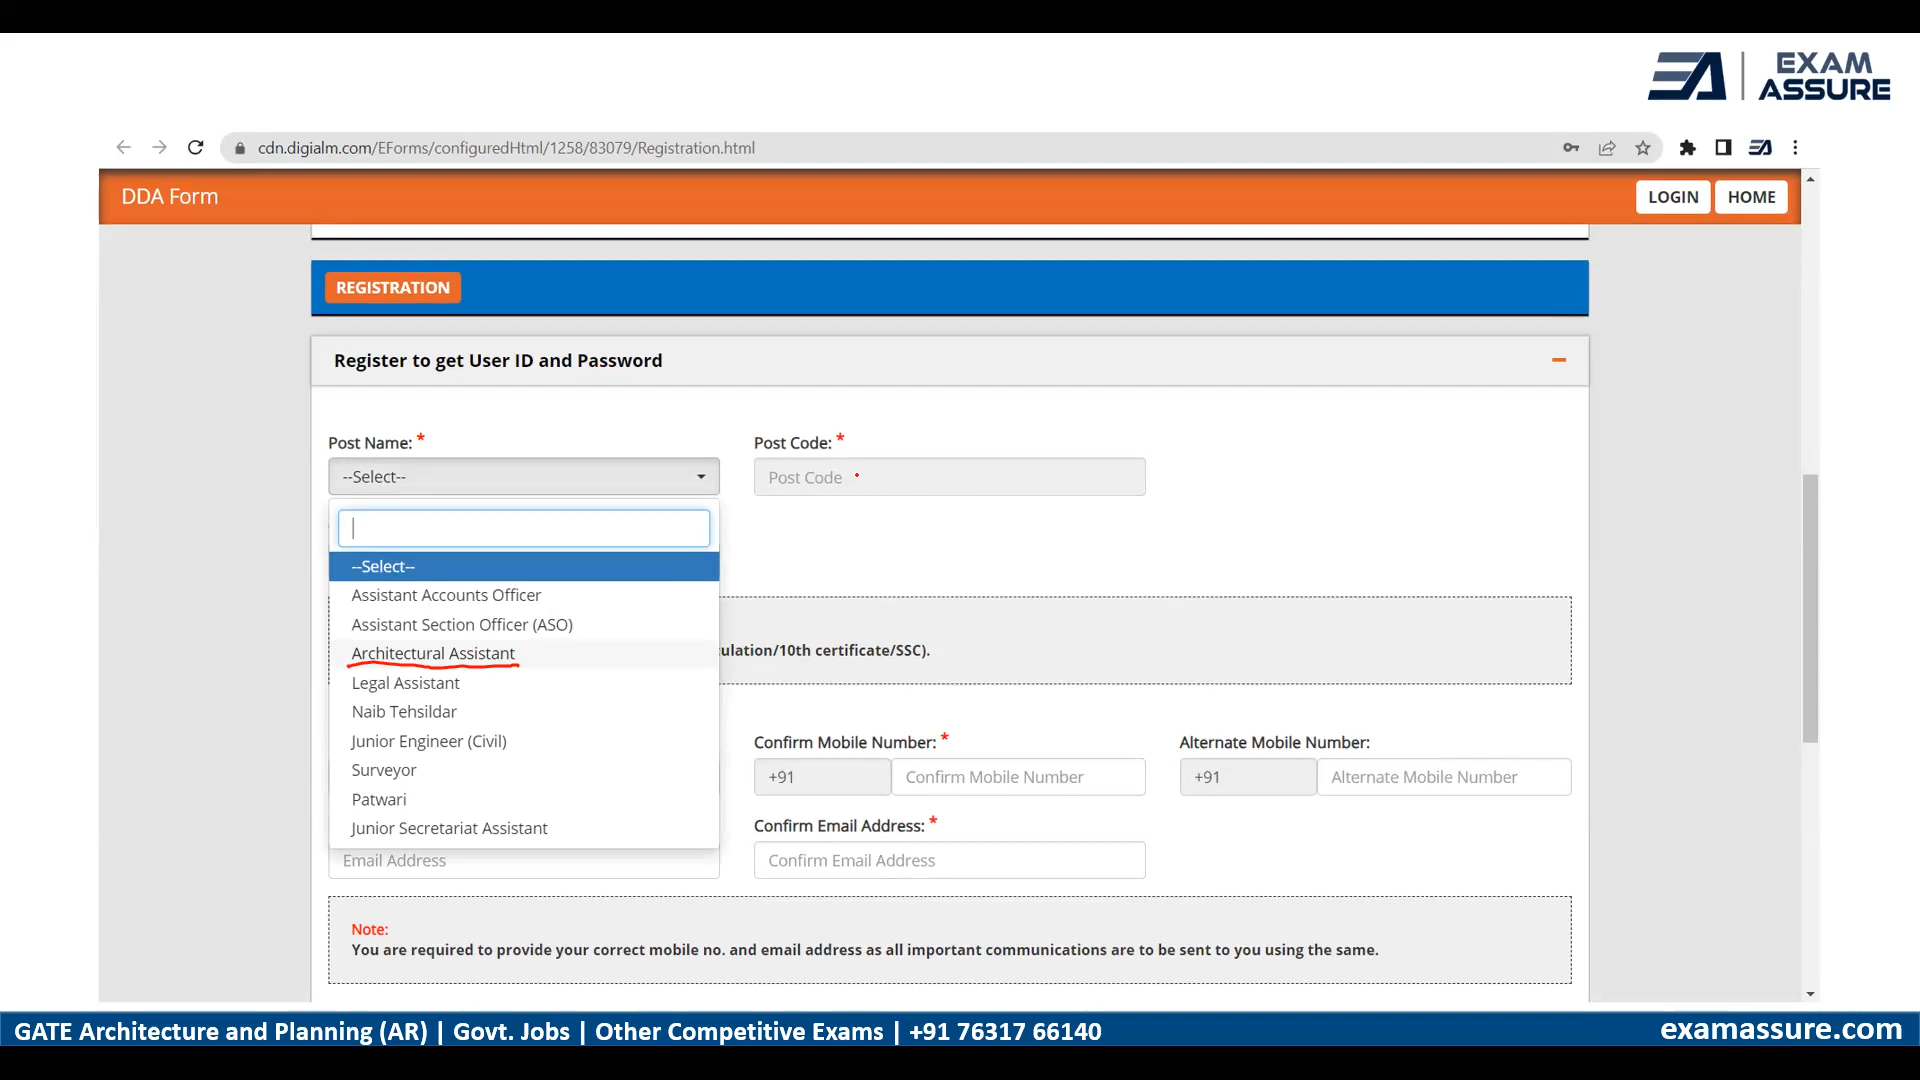 EXAM
ASSURE
cdn.digialm.com/EForms/configuredHtml/1258/83079/Registration.html
DDA Form
LOGIN
HOME
REGISTRATION
Register to get User ID and Password
Post Name: *
Post Code: *
--Select--
Post Code
--Select--
Assistant Accounts Officer
Assistant Section Officer (ASO)
Architectural Assistant
ulation/10th certificate/SSC).
Legal Assistant
Naib Tehsildar
Junior Engineer (Civil)
Surveyor
Patwari
Junior Secretariat Assistant
Confirm Mobile Number: *
Alternate Mobile Number:
+91
Confirm Mobile Number
+91
Alternate Mobile Number
Confirm Email Address: *
Email Address
Confirm Email Address
Note:
You are required to provide your correct mobile no. and email address as all important communications are to be sent to you using the same.
GATE Architecture and Planning (AR) | Govt. Jobs | Other Competitive Exams | +91 76317 66140
examassure.com